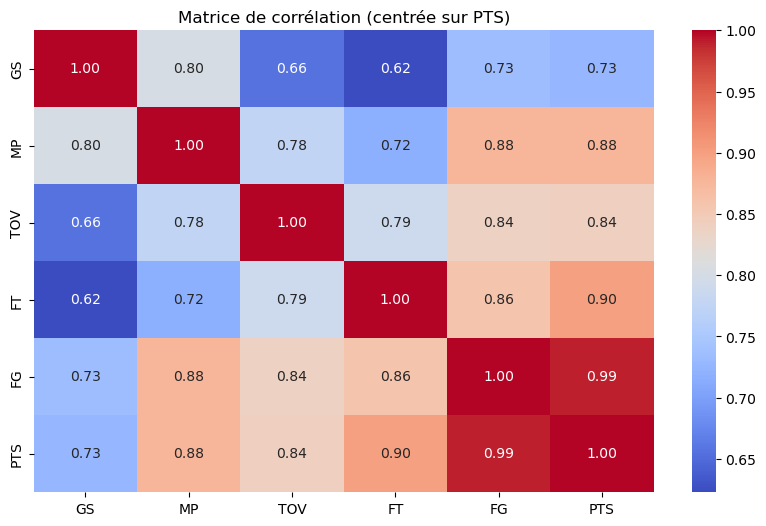 Matrice de corrélation (centrée sur PTS)
GS 1.00 0.80 0.66 0.62 0.73 0.73
MP 0.80 1.00 0.78 0.72 0.88 0.88
TOV 0.66 0.78 1.00 0.79 0.84 0.84
FT 0.62 0.72 0.79 1.00 0.86 0.90
FG 0.73 0.88 0.84 0.86 1.00 0.99
PTS 0.73 0.88 0.84 0.90 0.99 1.00
GS MP TOV FT FG PTS
1.00
0.95
0.90
0.85
0.80
0.75
0.70
0.65